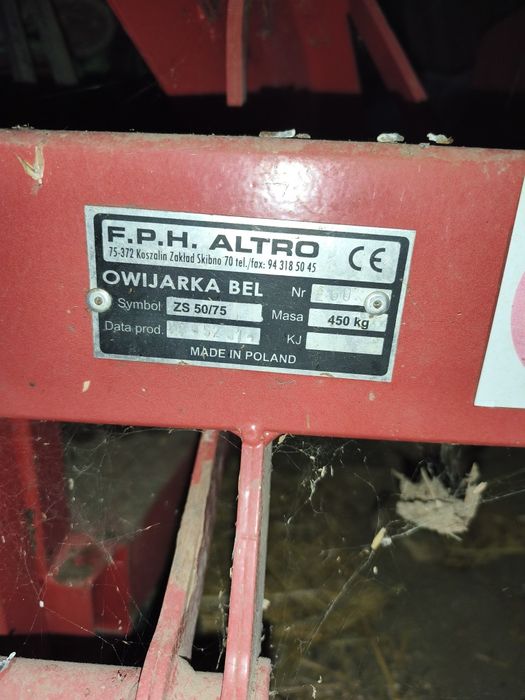 F.P.H. ALTRO
75-372 Koszalin Zakład Skibno 70 tel./fax: 94 318 50 45
CE
OWIJARKA BEL Nr
Symbol ZS 50/75 Masa 450 kg
Data prod. KJ
MADE IN POLAND